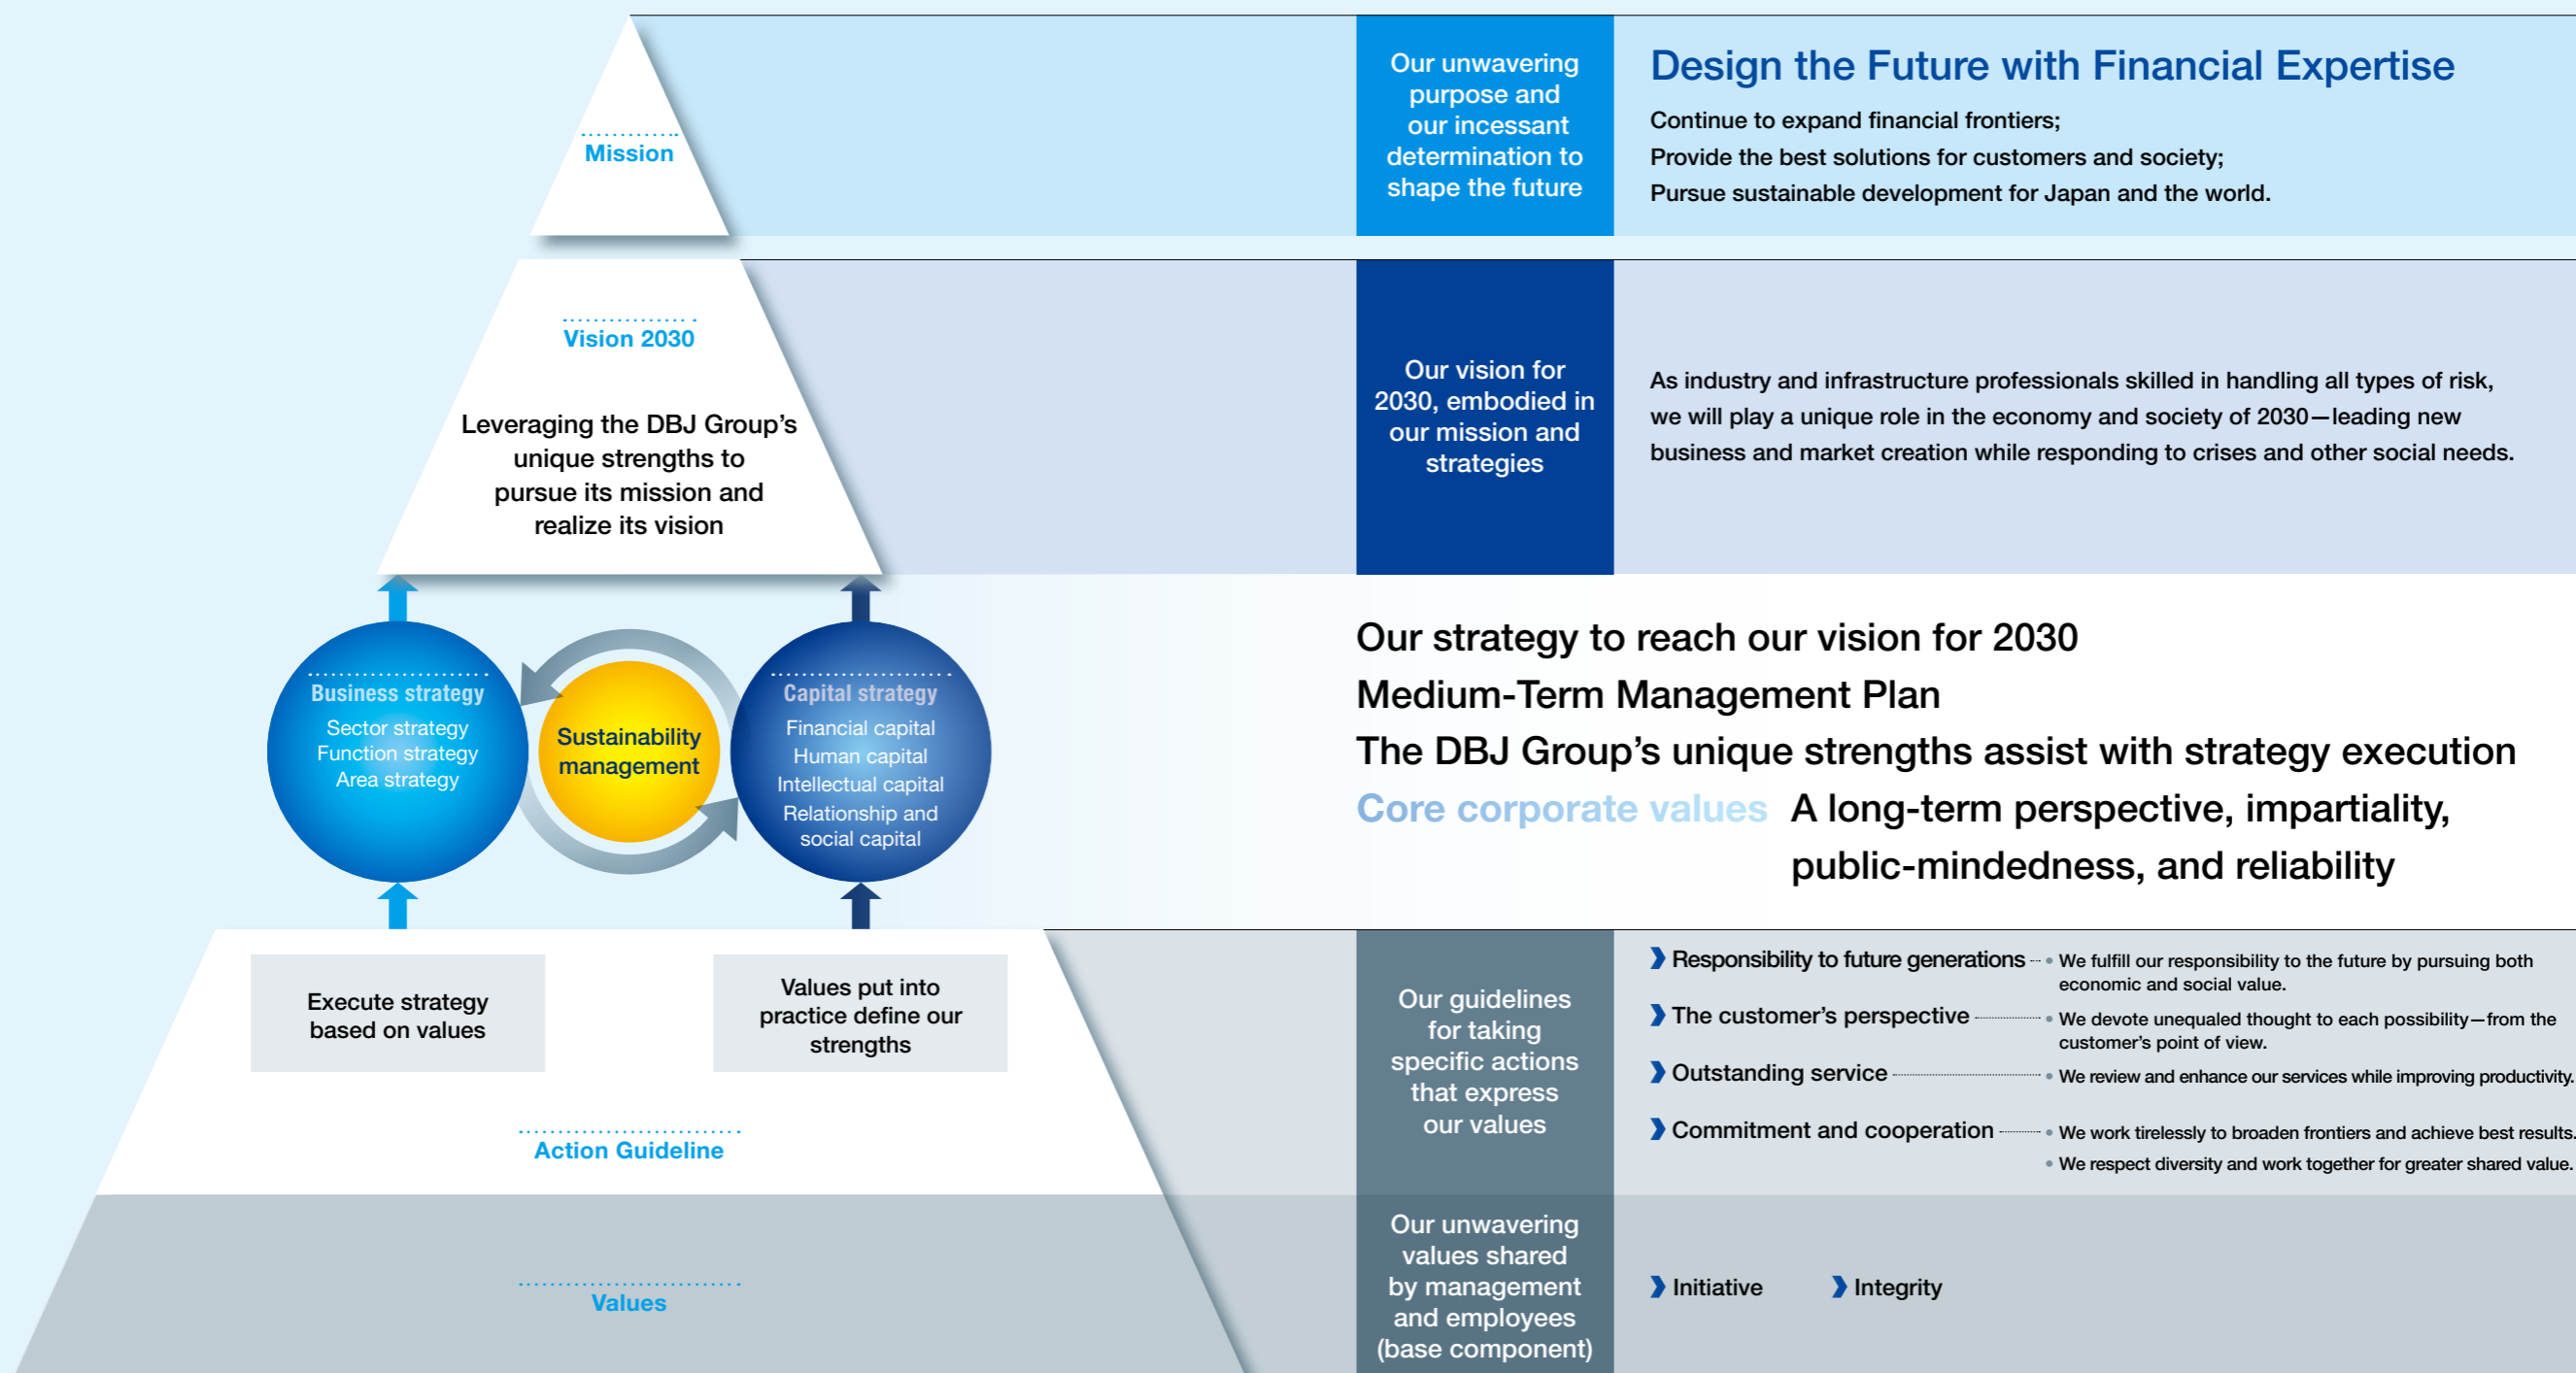 Mission
Our unwavering
purpose and
our incessant
determination to
shape the future
Design the Future with Financial Expertise
Continue to expand financial frontiers;
Provide the best solutions for customers and society;
Pursue sustainable development for Japan and the world.
Vision 2030
Leveraging the DBJ Group's
unique strengths to
pursue its mission and
realize its vision
Our vision for
2030, embodied in
our mission and
strategies
As industry and infrastructure professionals skilled in handling all types of risk,
we will play a unique role in the economy and society of 2030—leading new
business and market creation while responding to crises and other social needs.
Business strategy
Sector strategy
Function strategy
Area strategy
Sustainability
management
Capital strategy
Financial capital
Human capital
Intellectual capital
Relationship and
social capital
Our strategy to reach our vision for 2030
Medium-Term Management Plan
The DBJ Group's unique strengths assist with strategy execution
Core corporate values A long-term perspective, impartiality,
public-mindedness, and reliability
Execute strategy
based on values
Values put into
practice define our
strengths
Action Guideline
Our guidelines
for taking
specific actions
that express
our values
Responsibility to future generations
• We fulfill our responsibility to the future by pursuing both
economic and social value.
The customer's perspective
• We devote unequaled thought to each possibility—from the
customer's point of view.
Outstanding service
• We review and enhance our services while improving productivity.
Commitment and cooperation
• We work tirelessly to broaden frontiers and achieve best results.
• We respect diversity and work together for greater shared value.
Values
Our unwavering
values shared
by management
and employees
(base component)
Initiative
Integrity